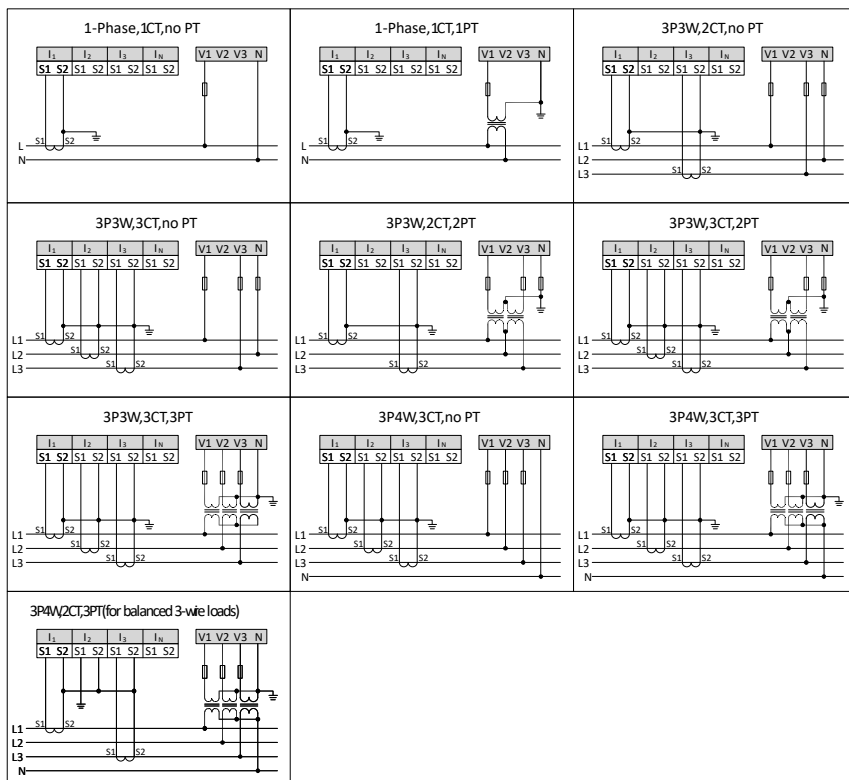 1-Phase,1CT,no PT
I₁ I₂ I₃ Iₙ V1 V2 V3 N
S1 S2 S1 S2 S1 S2 S1 S2
S1 S2
L
N
1-Phase,1CT,1PT
I₁ I₂ I₃ Iₙ V1 V2 V3 N
S1 S2 S1 S2 S1 S2 S1 S2
S1 S2
L
N
3P3W,2CT,no PT
I₁ I₂ I₃ Iₙ V1 V2 V3 N
S1 S2 S1 S2 S1 S2 S1 S2
L1 S1 S2
L2
L3 S1 S2
3P3W,3CT,no PT
I₁ I₂ I₃ Iₙ V1 V2 V3 N
S1 S2 S1 S2 S1 S2 S1 S2
L1 S1 S2
L2 S1 S2
L3 S1 S2
3P3W,2CT,2PT
I₁ I₂ I₃ Iₙ V1 V2 V3 N
S1 S2 S1 S2 S1 S2 S1 S2
L1 S1 S2
L2
L3 S1 S2
3P3W,3CT,2PT
I₁ I₂ I₃ Iₙ V1 V2 V3 N
S1 S2 S1 S2 S1 S2 S1 S2
L1 S1 S2
L2 S1 S2
L3 S1 S2
3P3W,3CT,3PT
I₁ I₂ I₃ Iₙ V1 V2 V3 N
S1 S2 S1 S2 S1 S2 S1 S2
L1 S1 S2
L2 S1 S2
L3 S1 S2
3P4W,3CT,no PT
I₁ I₂ I₃ Iₙ V1 V2 V3 N
S1 S2 S1 S2 S1 S2 S1 S2
L1 S1 S2
L2 S1 S2
L3 S1 S2
N
3P4W,3CT,3PT
I₁ I₂ I₃ Iₙ V1 V2 V3 N
S1 S2 S1 S2 S1 S2 S1 S2
L1 S1 S2
L2 S1 S2
L3 S1 S2
N
3P4W,2CT,3PT(for balanced 3-wire loads)
I₁ I₂ I₃ Iₙ V1 V2 V3 N
S1 S2 S1 S2 S1 S2 S1 S2
L1 S1 S2
L2
L3 S1 S2
N